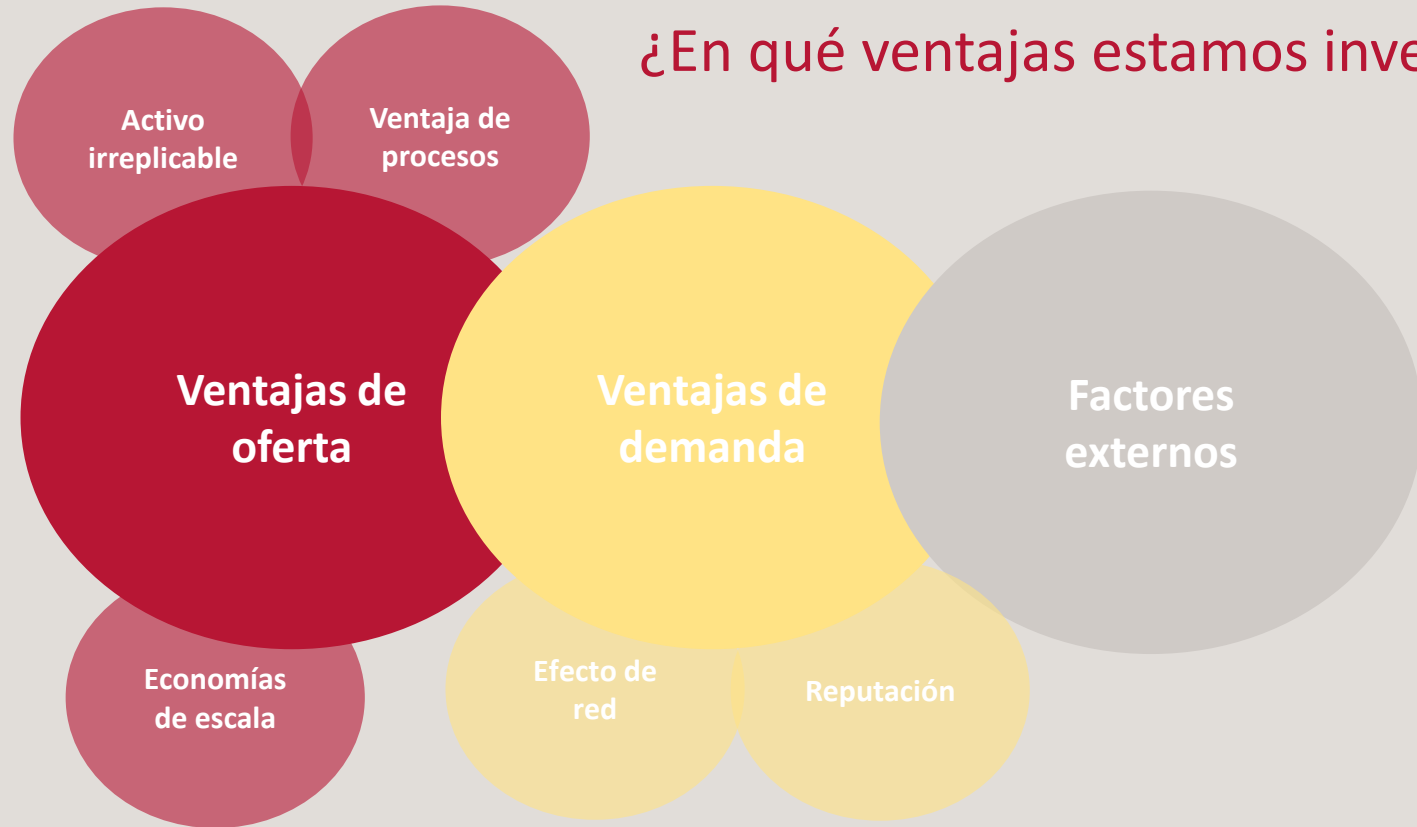 ¿En qué ventajas estamos
Activo
irreplicable
Ventaja de
procesos
Ventajas de
oferta
Ventajas de
demanda
Factores
externos
Economías
de escala
Efecto de
red
Reputación